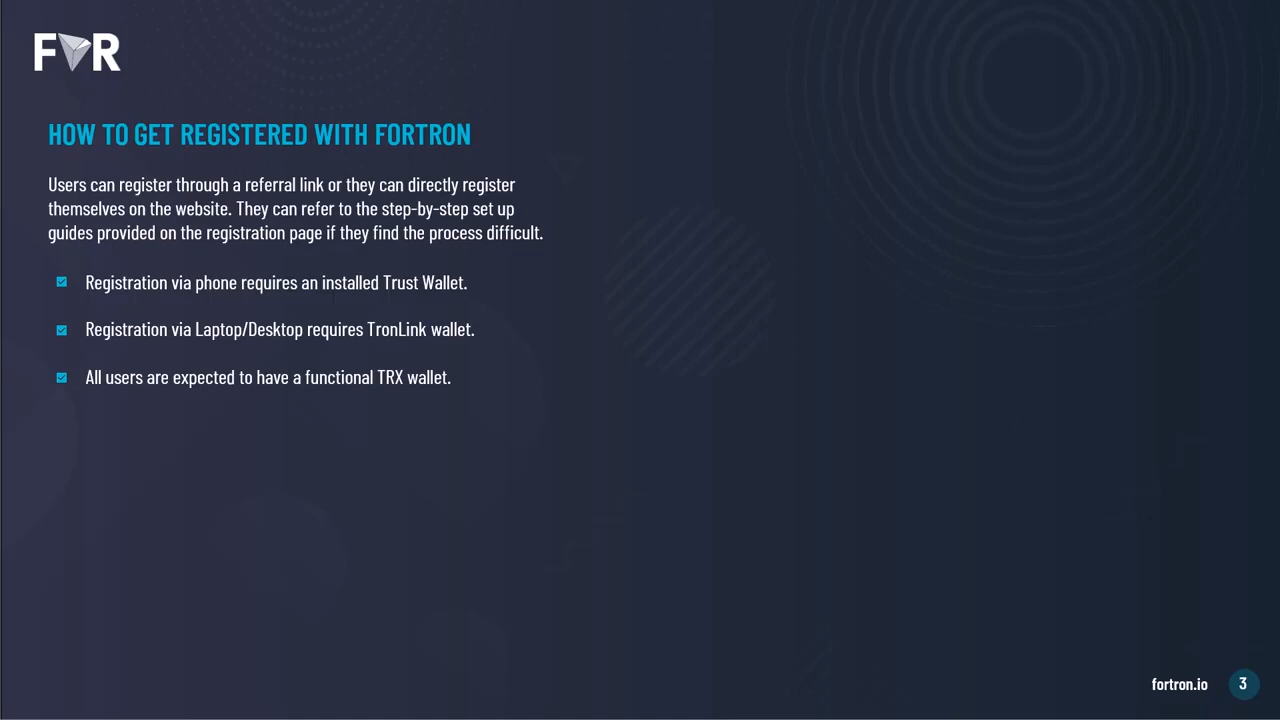 FR
HOW TO GET REGISTERED WITH FORTRON
Users can register through a referral link or they can directly register
themselves on the website. They can refer to the step-by-step set up
guides provided on the registration page if they find the process difficult.
Registration via phone requires an installed Trust Wallet.
Registration via Laptop/Desktop requires TronLink wallet.
All users are expected to have a functional TRX wallet.
fortron.io 3